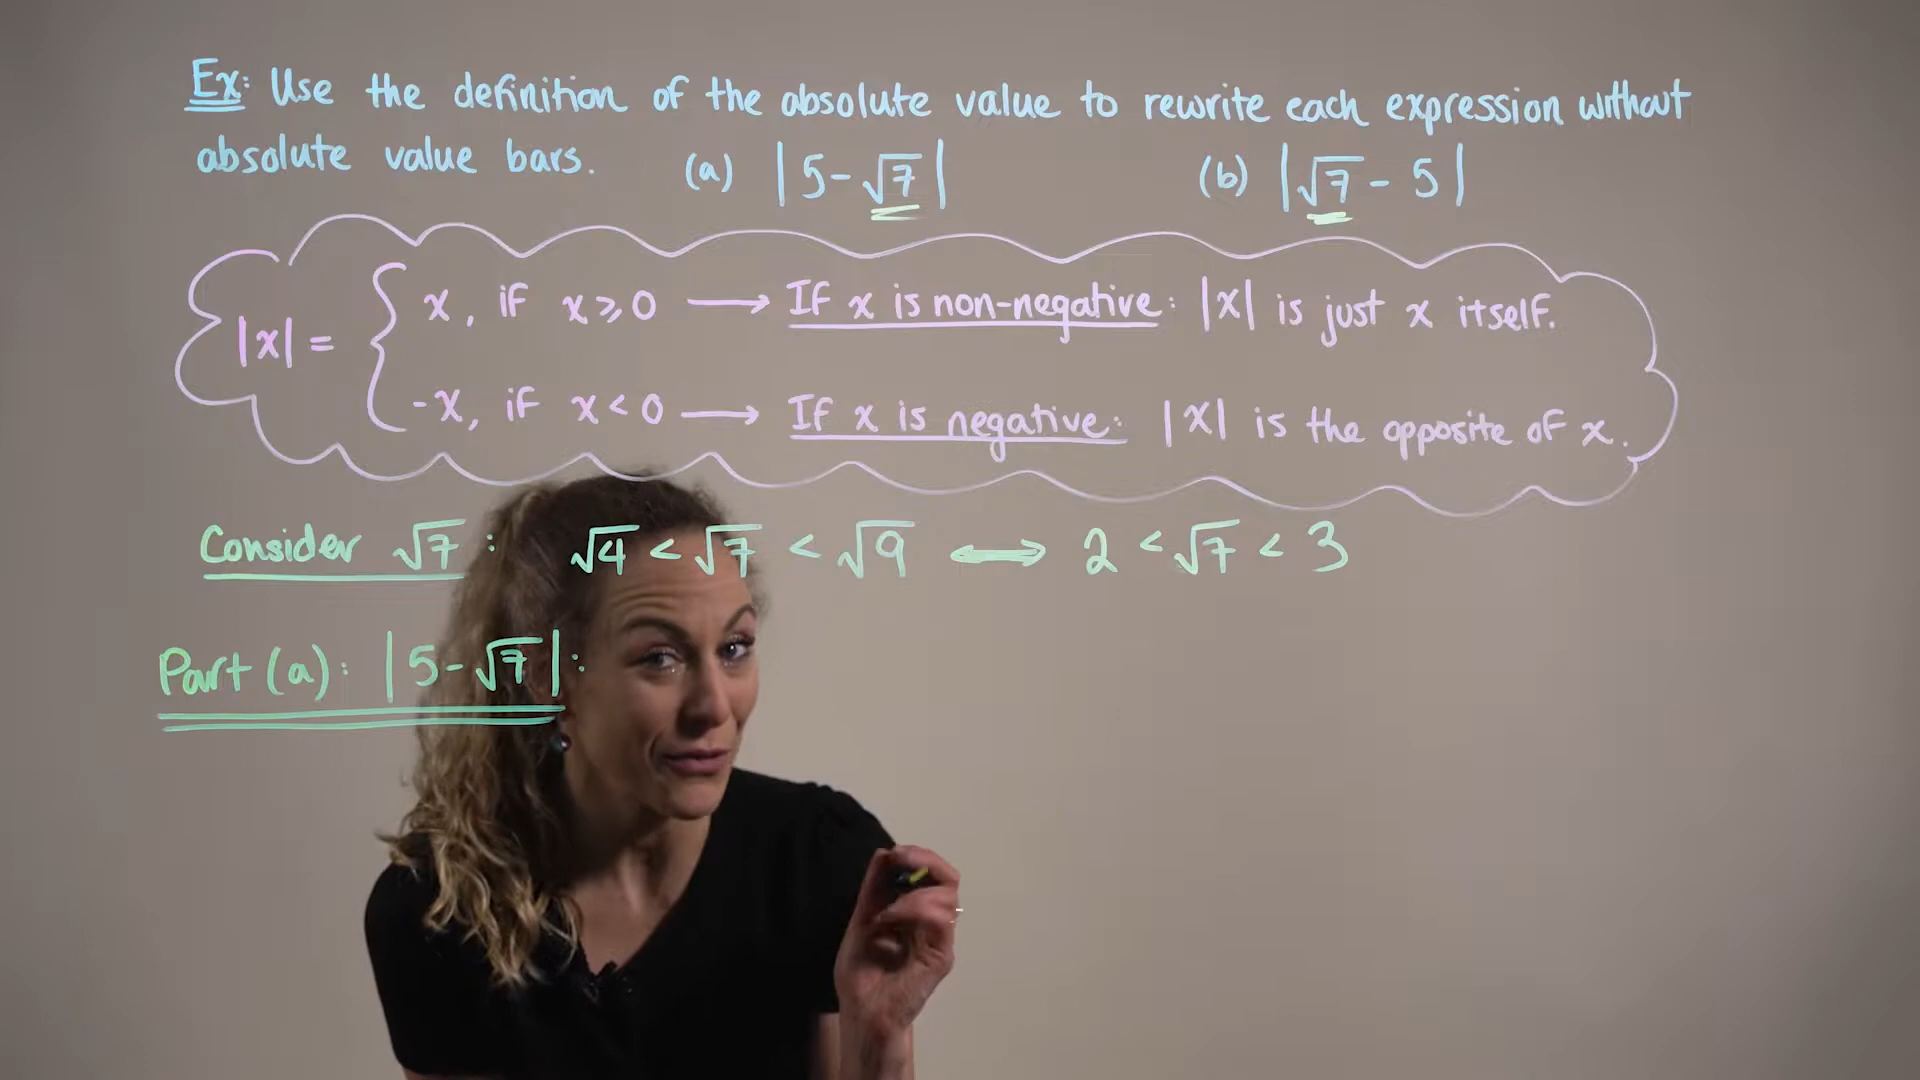 Ex: Use the definition of the absolute value to rewrite each expression without
absolute value bars. (a) |5-√7| (b) |√7 - 5|
|x| = { x, if x⩾0 ⟶ If x is non-negative: |x| is just x itself.
-x, if x<0 ⟶ If x is negative: |x| is the opposite of x.
Consider √7: √4 < √7 < √9 ⟷ 2 < √7 < 3
Part (a): |5-√7|: